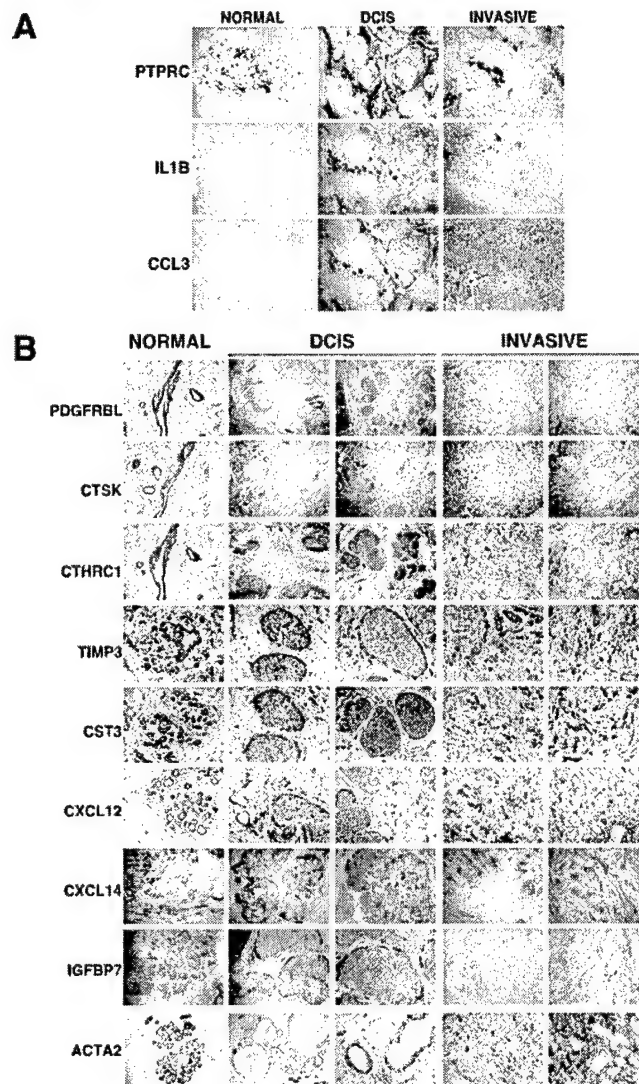 A
NORMAL DCIS INVASIVE
PTPRC
IL1B
CCL3
B
NORMAL DCIS INVASIVE
PDGFRBL
CTSK
CTHRC1
TIMP3
CST3
CXCL12
CXCL14
IGFBP7
ACTA2